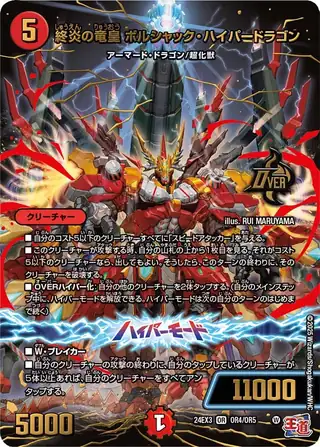 5
しゅうえん りゅうおう
終炎の竜皇 ボルシャック・ハイパードラゴン
アーマード・ドラゴン/超化獣
OVER
illus. RUI MARUYAMA
クリーチャー
■自分のコスト5以下のクリーチャーすべてに「スピードアタッカー」を与える。
■このクリーチャーが攻撃する時、自分の山札の上から1枚目を見る。それがコスト5以下のクリーチャーなら、出してもよい。そうしたら、このターンの終わりに、そのクリーチャーを破壊する。
■OVERハイパー化:自分の他のクリーチャーを2体タップする(自分のメインステップ中に、ハイパーモードを解放できる。ハイパーモードは次の自分のターンのはじめまで続く)
ハイパーモード
■W・ブレイカー
■自分のクリーチャーの攻撃の終わりに、自分のタップしているクリーチャーが5体以上あれば、自分のクリーチャーをすべてアンタップする。
11000
5000
1
24EX3 OR OR4/OR5
W
王道